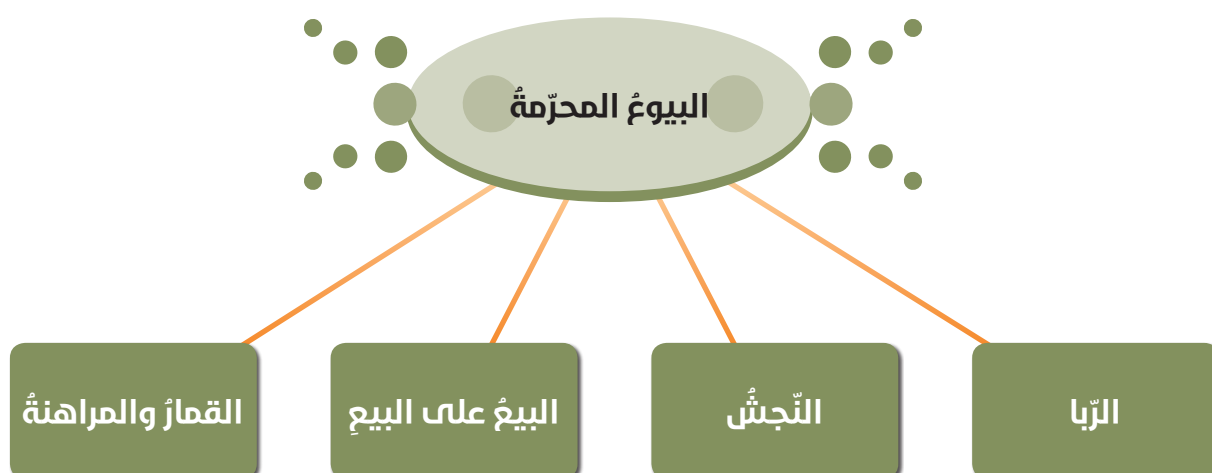 البيوعُ المحرّمةُ
الرّبا
النّجشُ
البيعُ على البيعِ
القمارُ والمراهنةُ